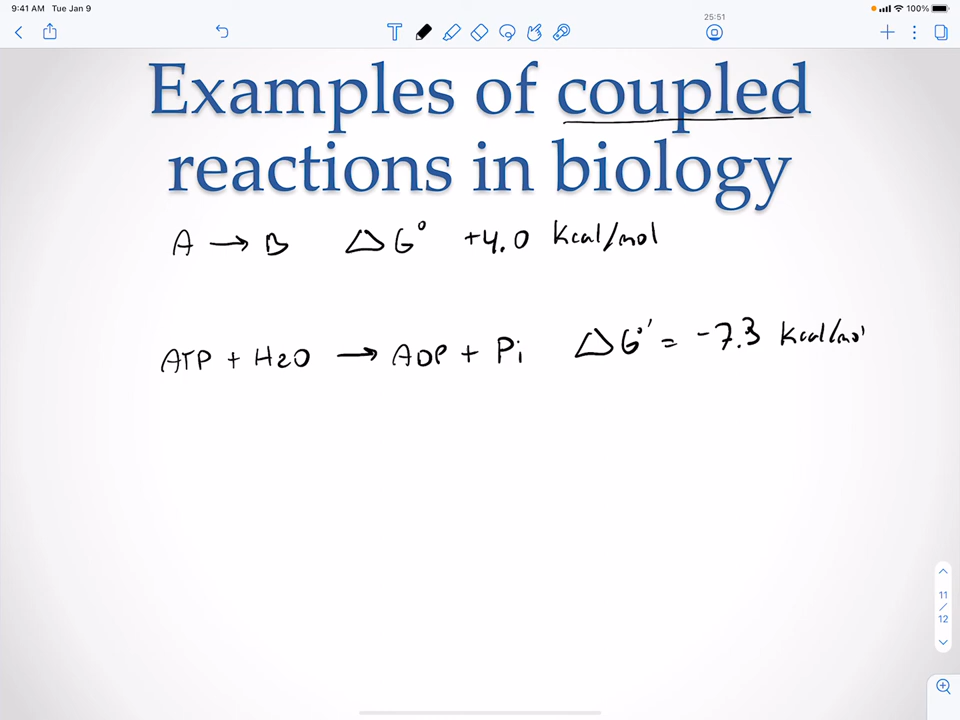 9:41 AM Tue Jan 9
100%
25:51
Examples of coupled
reactions in biology
A → B ΔG° +4.0 Kcal/mol
ATP + H2O → ADP + Pi ΔG°' = -7.3 Kcal/mol
11
/
12